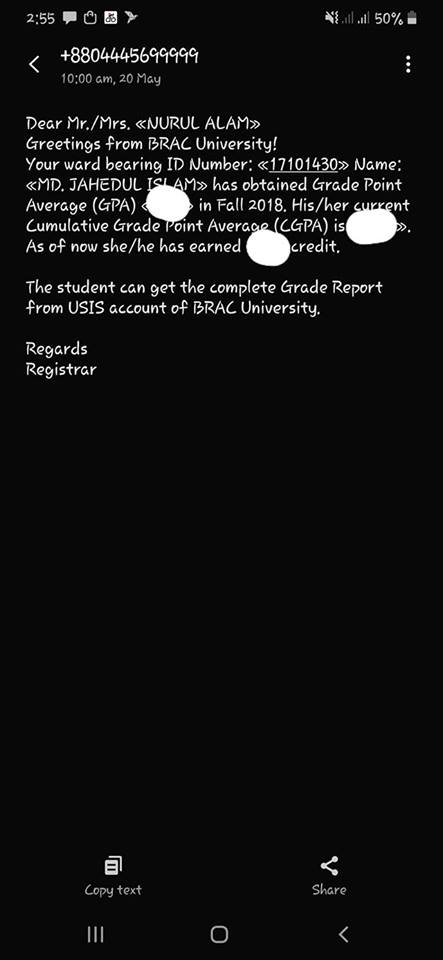 2:55
50%
+8804445699999
10:00 am, 20 May
Dear Mr./Mrs. «NURUL ALAM»
Greetings from BRAC University!
Your ward bearing ID Number: «17101430» Name:
«MD. JAHEDUL ISLAM» has obtained Grade Point
Average (GPA) « » in Fall 2018. His/her current
Cumulative Grade Point Average (CGPA) is ».
As of now she/he has earned credit.
The student can get the complete Grade Report
from USIS account of BRAC University.
Regards
Registrar
Copy text
Share